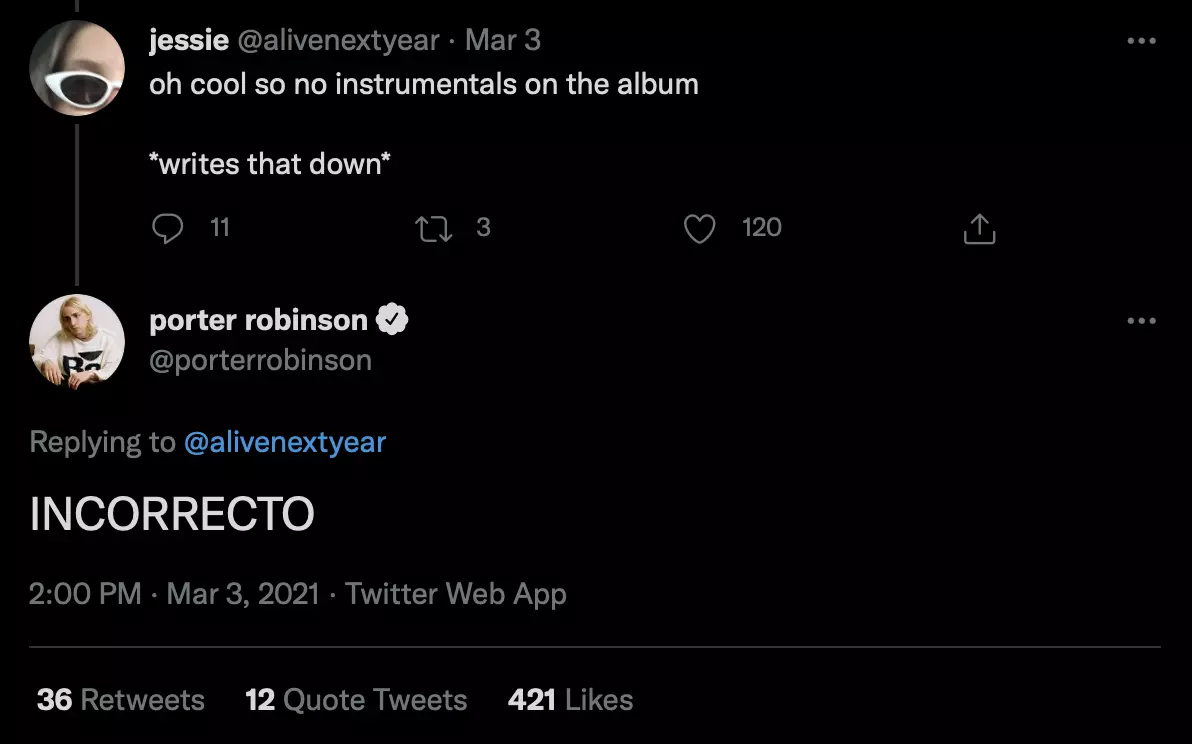 jessie @alivenextyear · Mar 3
oh cool so no instrumentals on the album
*writes that down*
11 3 120
porter robinson
@porterrobinson
Replying to @alivenextyear
INCORRECTO
2:00 PM · Mar 3, 2021 · Twitter Web App
36 Retweets 12 Quote Tweets 421 Likes